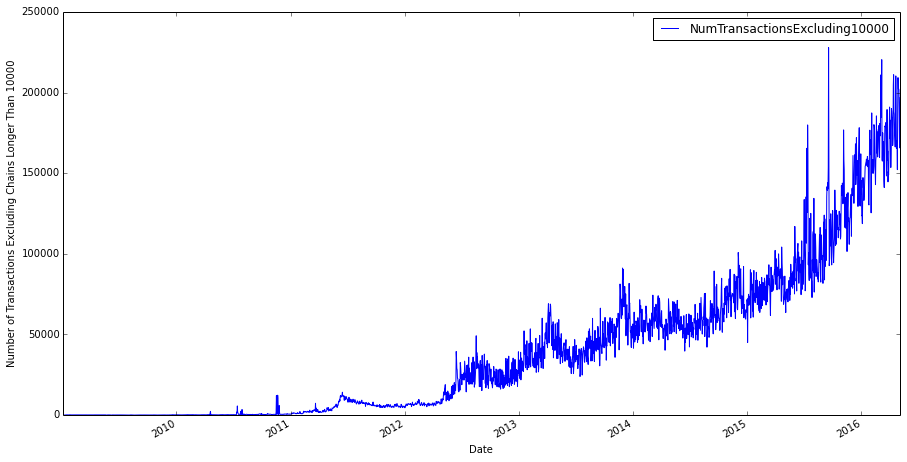 250000
NumTransactionsExcluding10000
200000
150000
100000
50000
0
Number of Transactions Excluding Chains Longer Than 10000
2010 2011 2012 2013 2014 2015 2016
Date